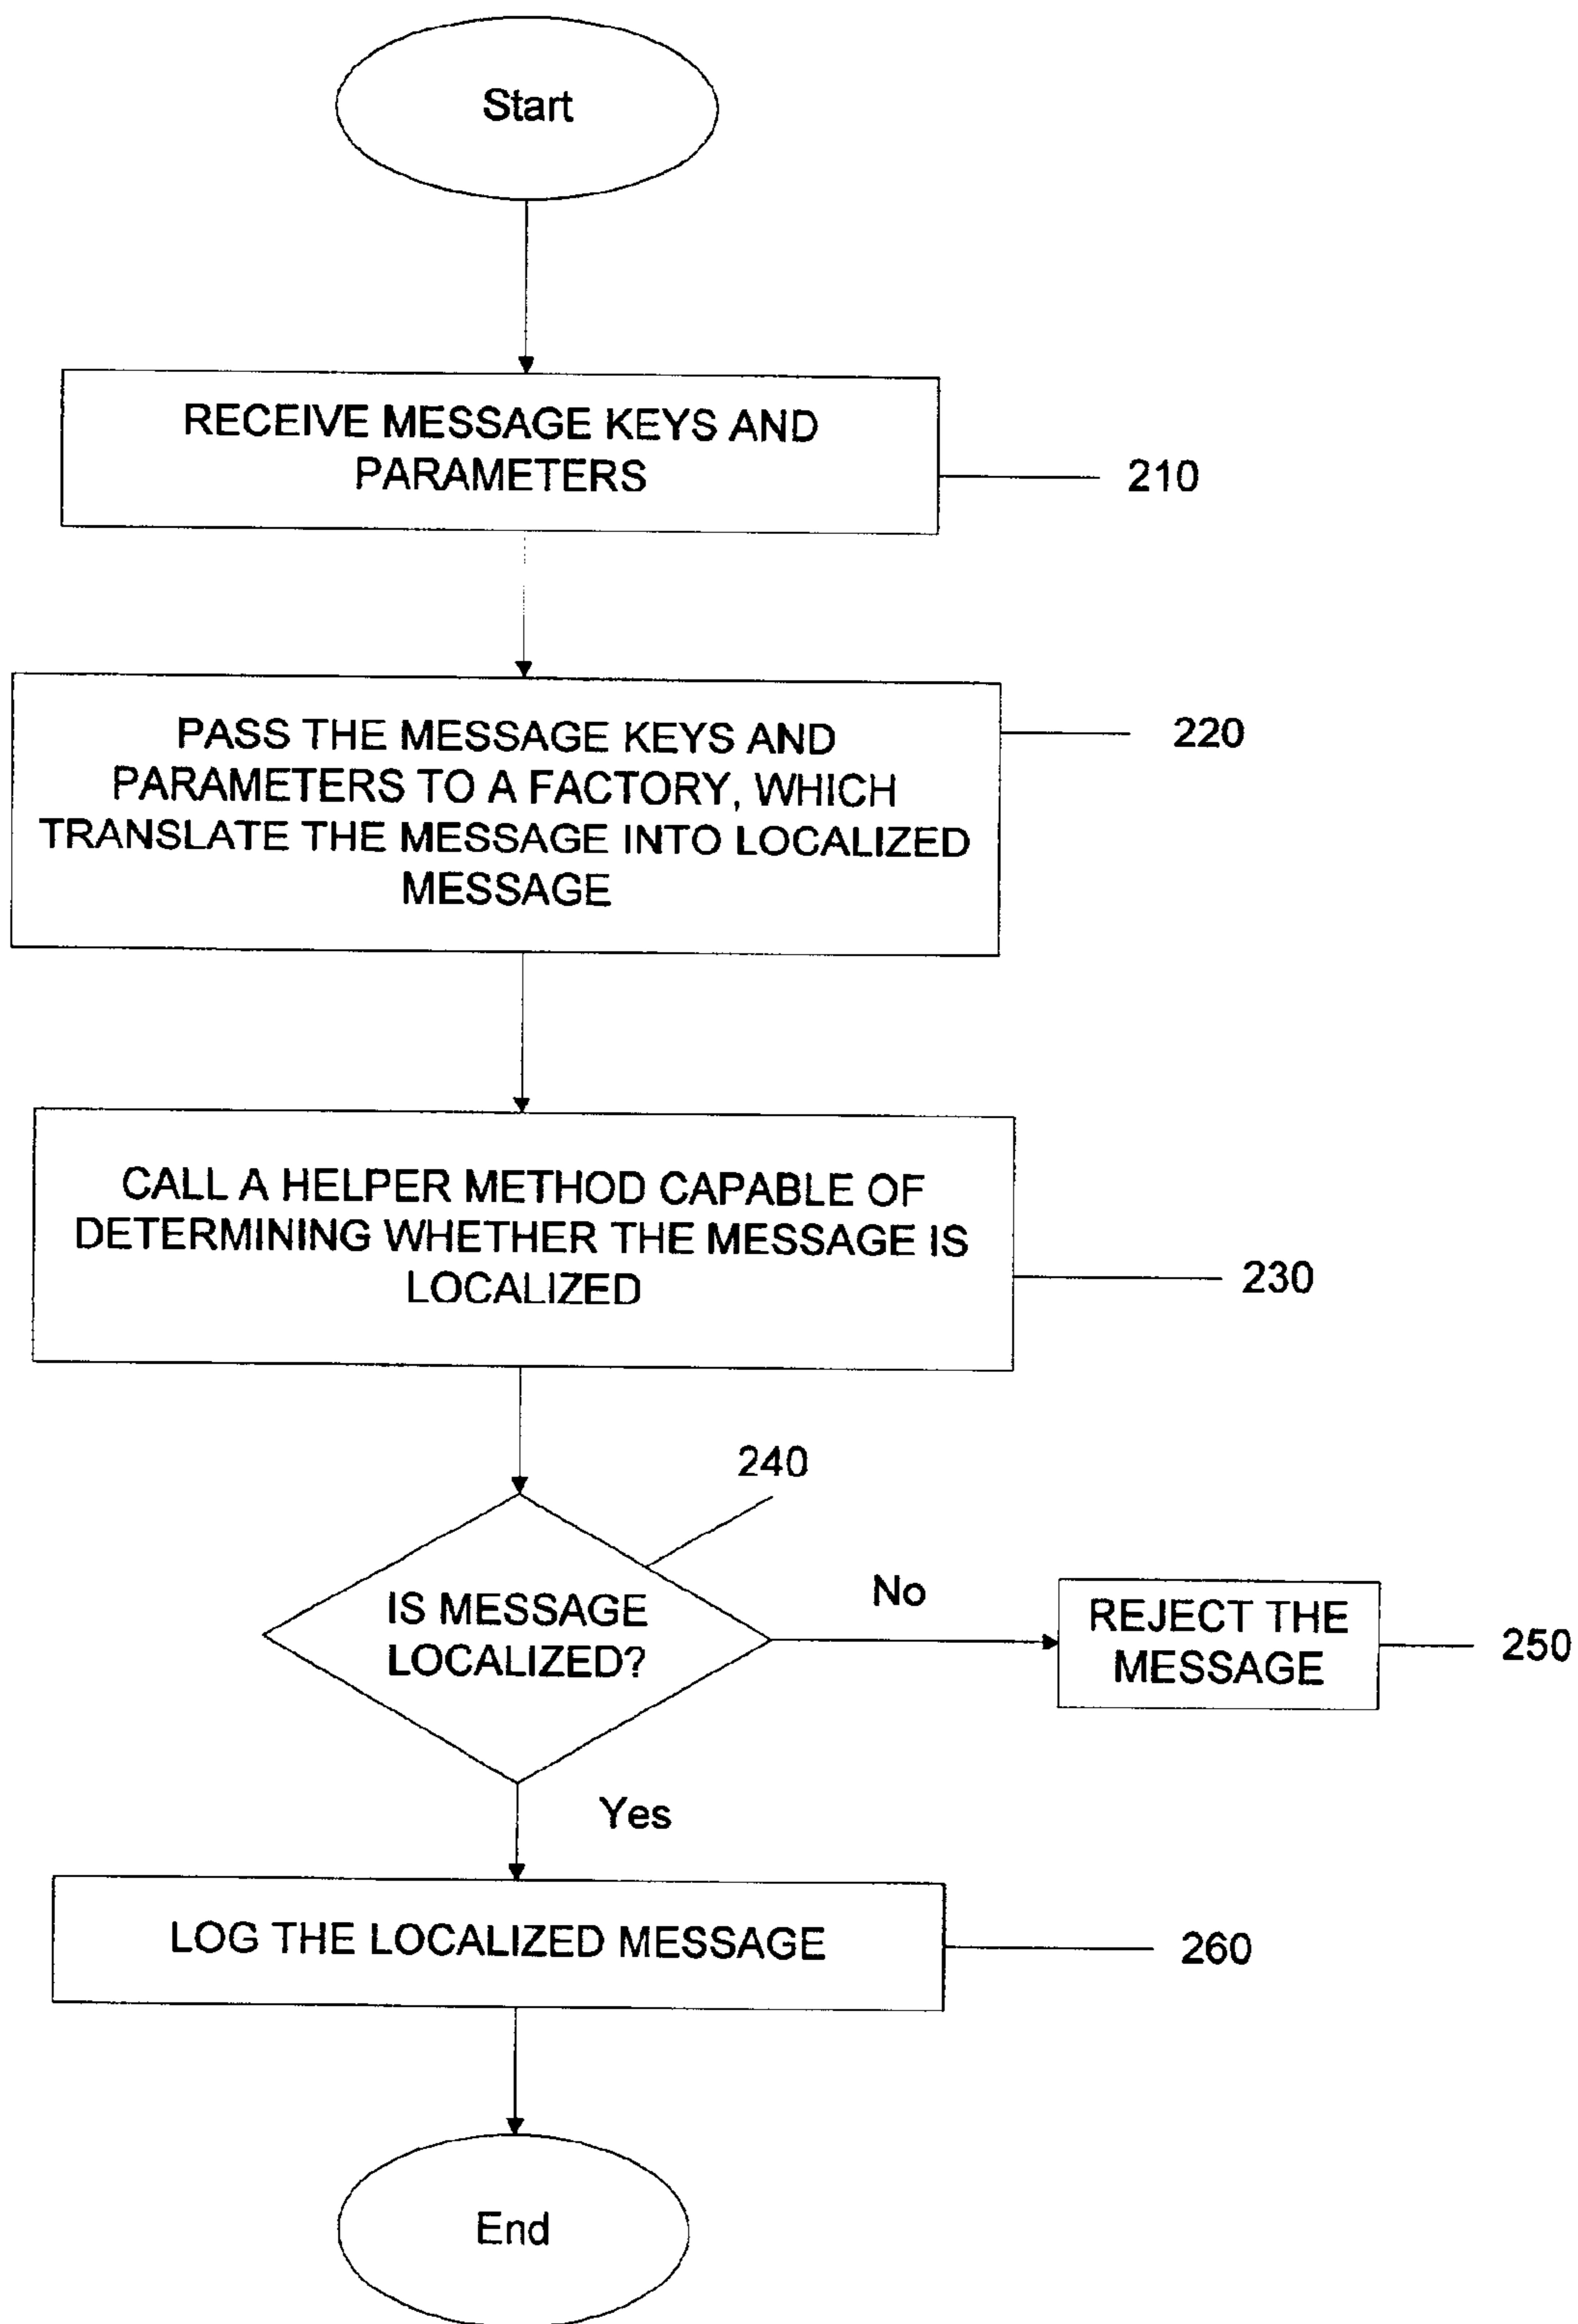 Start
RECEIVE MESSAGE KEYS AND
PARAMETERS
210
PASS THE MESSAGE KEYS AND
PARAMETERS TO A FACTORY, WHICH
TRANSLATE THE MESSAGE INTO LOCALIZED
MESSAGE
220
CALL A HELPER METHOD CAPABLE OF
DETERMINING WHETHER THE MESSAGE IS
LOCALIZED
230
240
IS MESSAGE
LOCALIZED?
No
REJECT THE
MESSAGE
250
Yes
LOG THE LOCALIZED MESSAGE
260
End